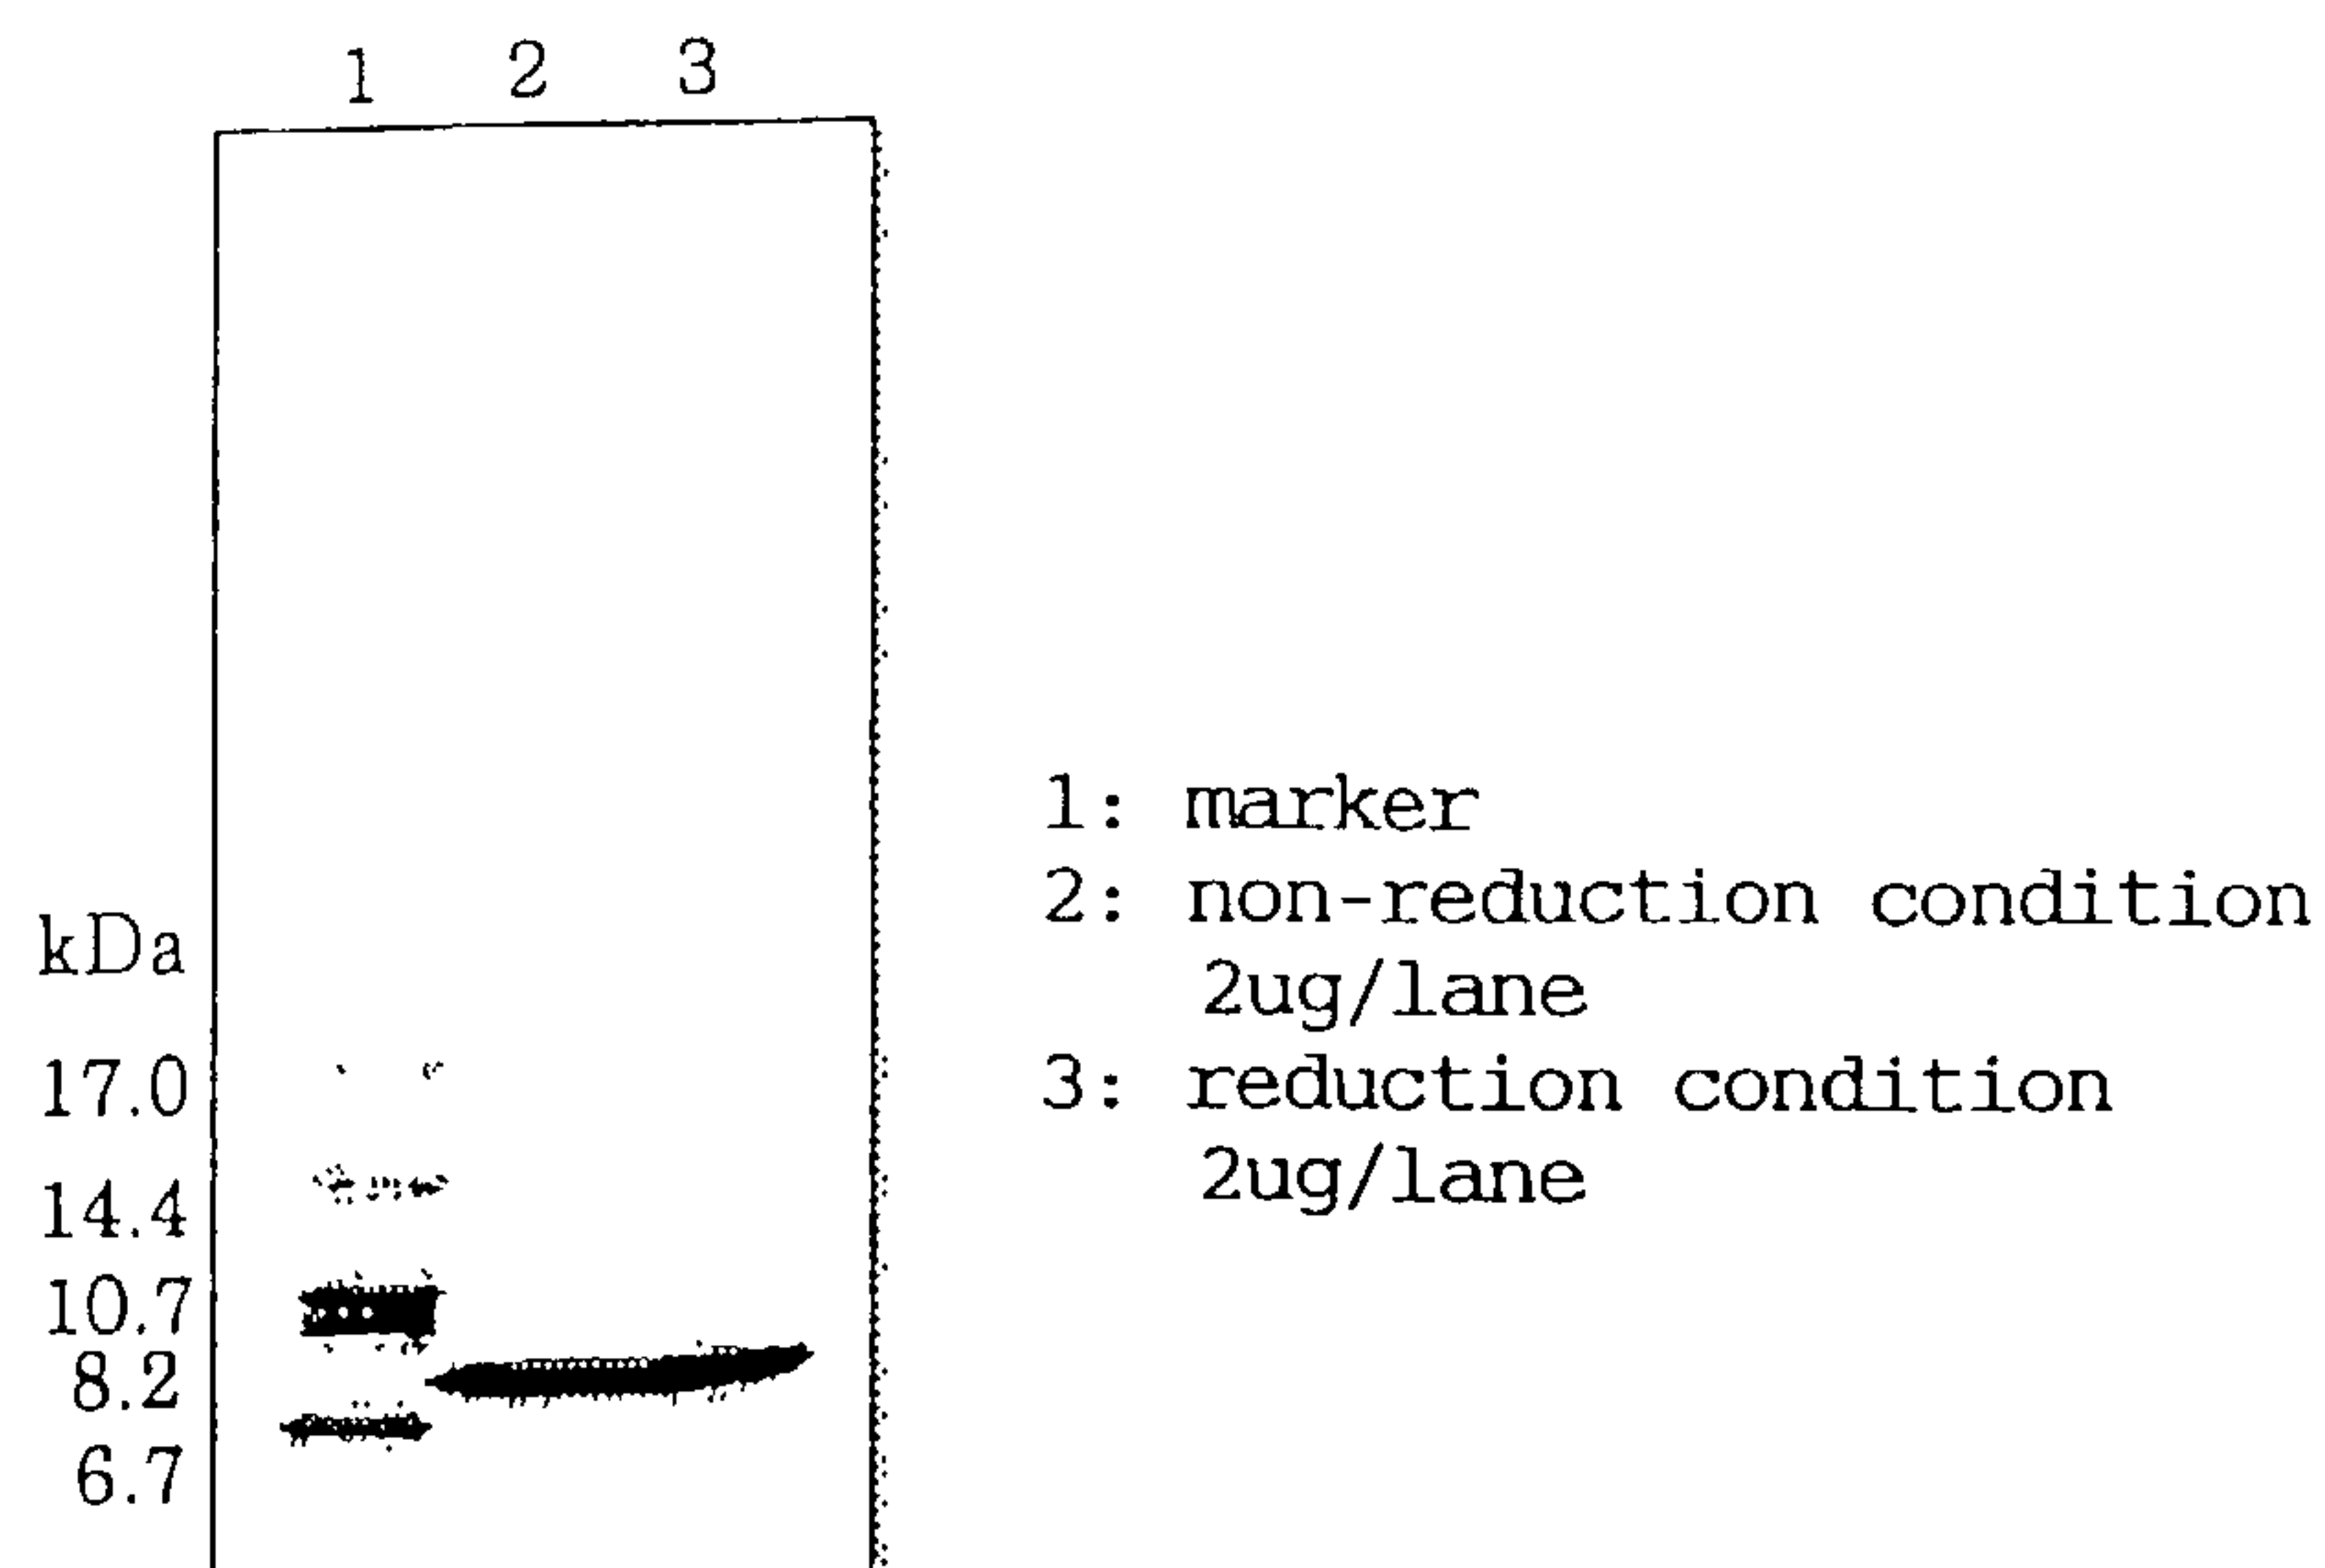 1 2 3
kDa
17.0
14.4
10.7
8.2
6.7
1: marker
2: non-reduction condition
2ug/lane
3: reduction condition
2ug/lane